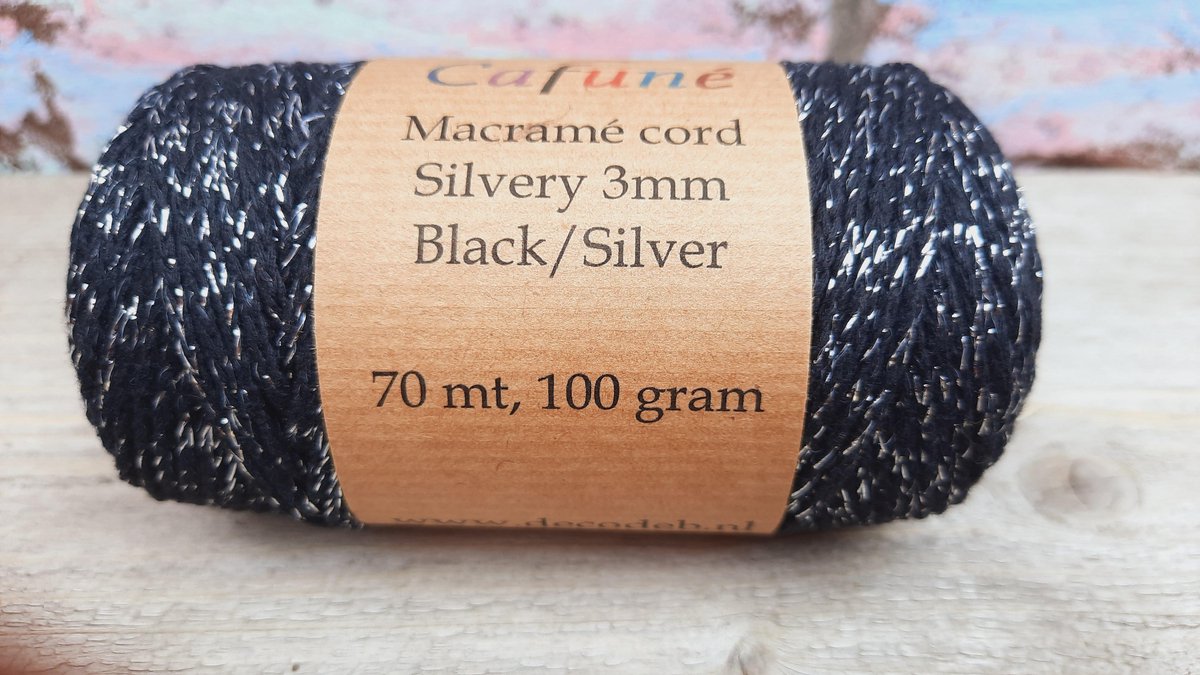 Cafuné
Macramé cord
Silvery 3mm
Black/Silver
70 mt, 100 gram
www.decodeb.nl